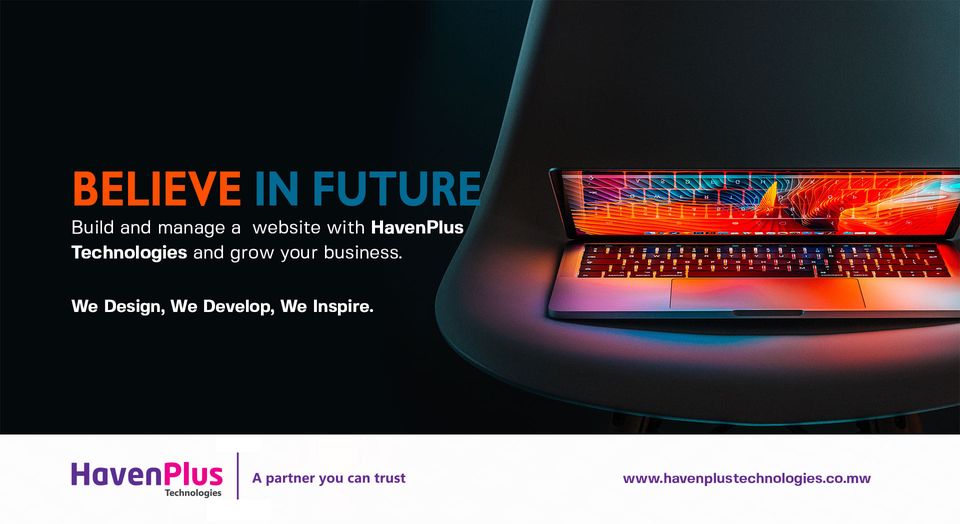 BELIEVE IN FUTURE
Build and manage a  website with HavenPlus
Technologies and grow your business.
We Design, We Develop, We Inspire.
HavenPlus
Technologies
A partner you can trust
www.havenplustechnologies.co.mw